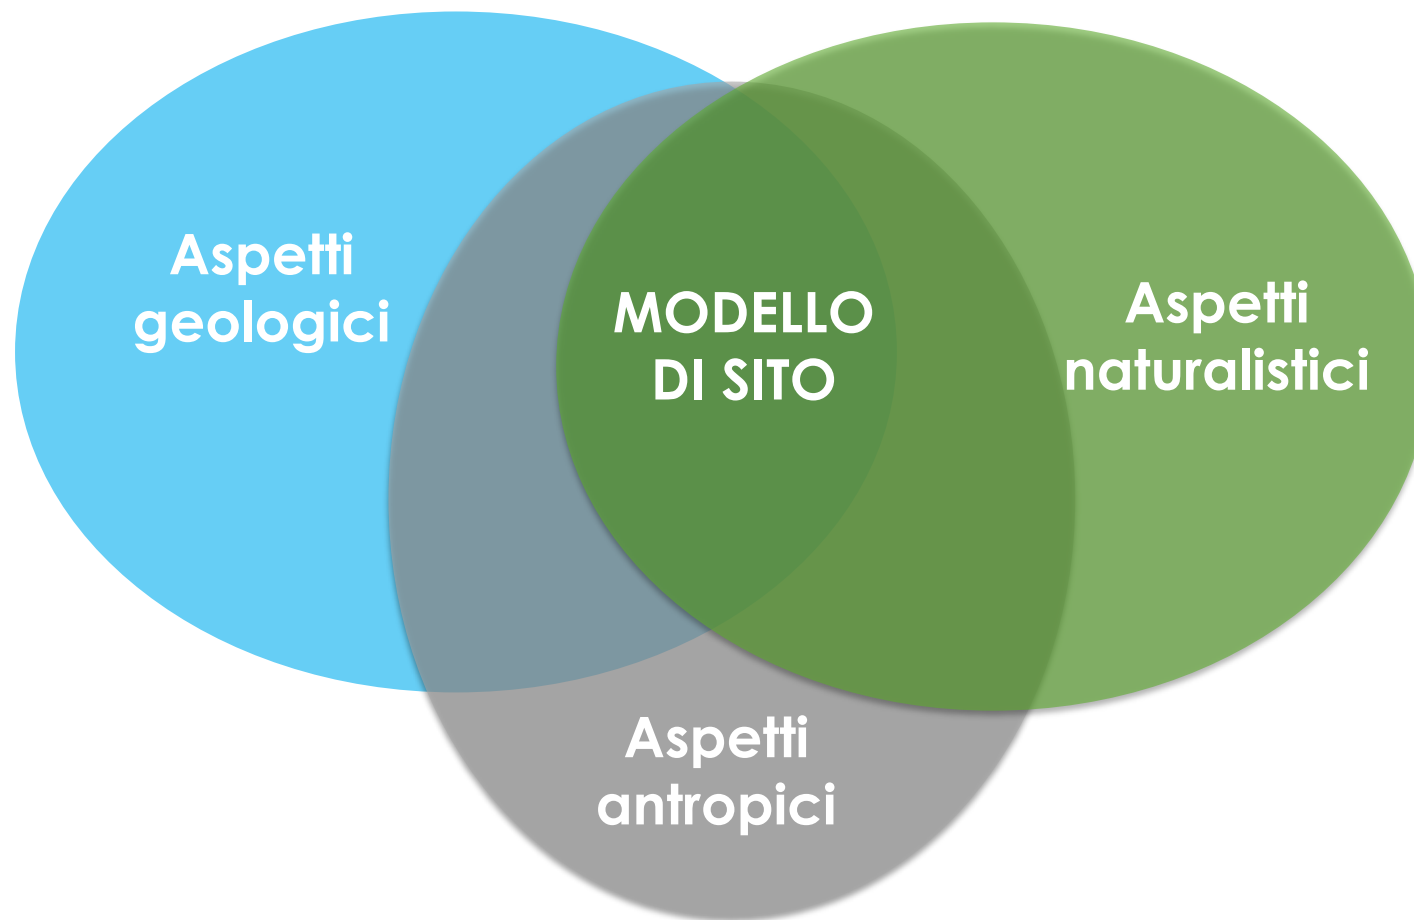 Aspetti
geologici
MODELLO
DI SITO
Aspetti
naturalistici
Aspetti
antropici